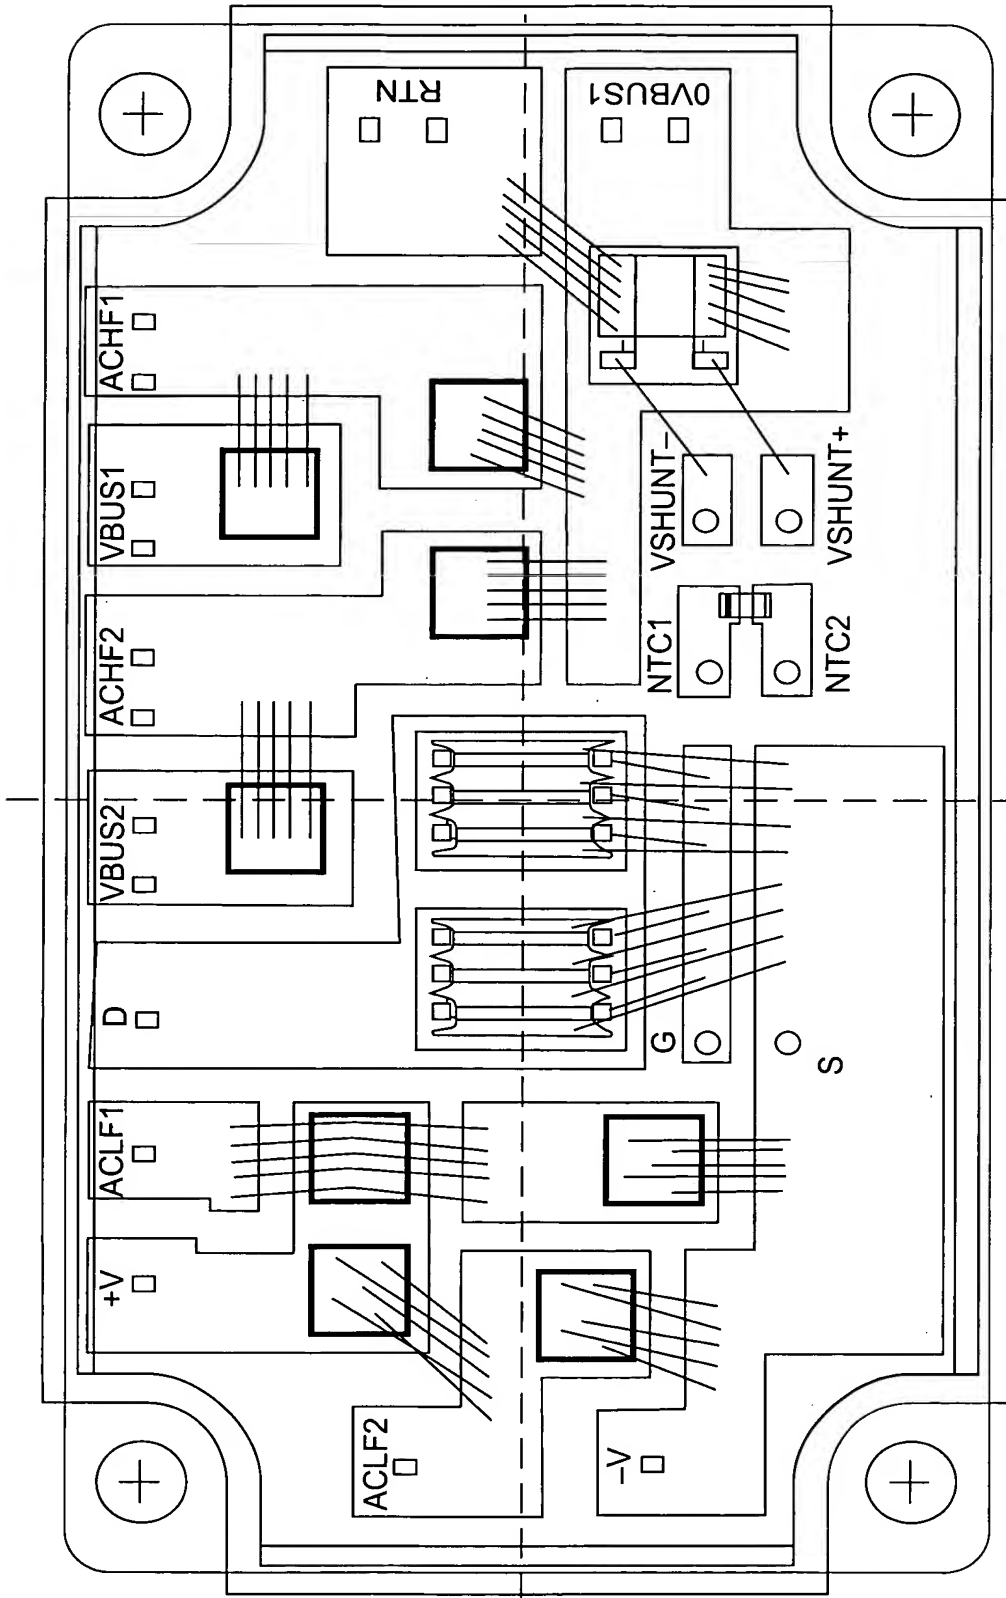 RTN
0VBUS1
ACHF1
VBUS1
ACHF2
VBUS2
D
ACLF1
+V
ACLF2
-V
VSHUNT-
VSHUNT+
NTC1
NTC2
G
S